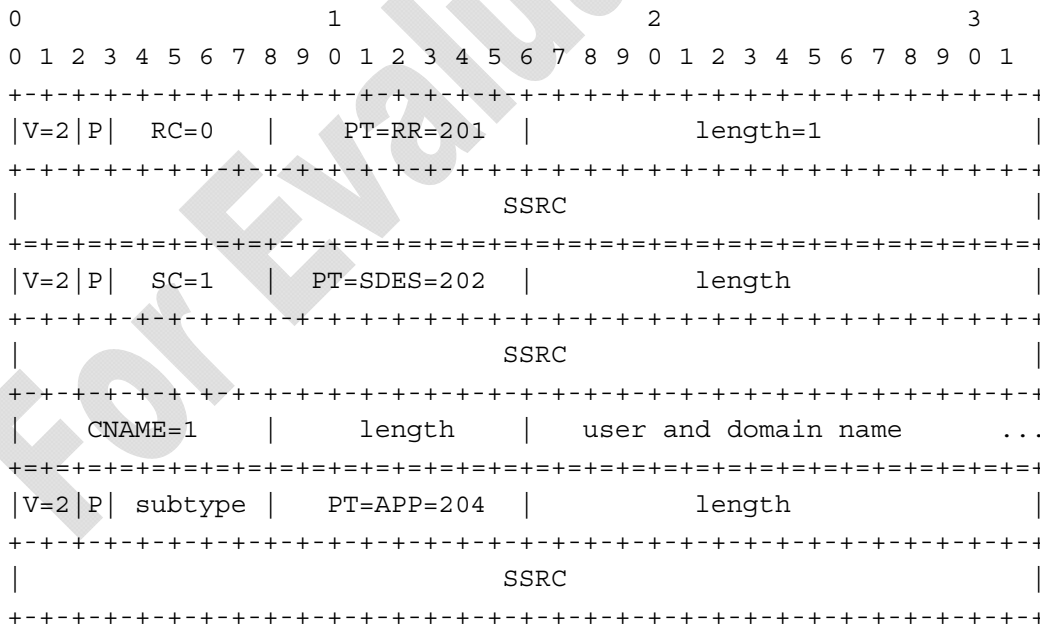 0 1 2 3
0 1 2 3 4 5 6 7 8 9 0 1 2 3 4 5 6 7 8 9 0 1 2 3 4 5 6 7 8 9 0 1
+-+-+-+-+-+-+-+-+-+-+-+-+-+-+-+-+-+-+-+-+-+-+-+-+-+-+-+-+-+-+-+-+
|V=2|P| RC=0 | PT=RR=201 | length=1 |
+-+-+-+-+-+-+-+-+-+-+-+-+-+-+-+-+-+-+-+-+-+-+-+-+-+-+-+-+-+-+-+-+
| SSRC |
+=+=+=+=+=+=+=+=+=+=+=+=+=+=+=+=+=+=+=+=+=+=+=+=+=+=+=+=+=+=+=+=+
|V=2|P| SC=1 | PT=SDES=202 | length |
+-+-+-+-+-+-+-+-+-+-+-+-+-+-+-+-+-+-+-+-+-+-+-+-+-+-+-+-+-+-+-+-+
| SSRC |
+-+-+-+-+-+-+-+-+-+-+-+-+-+-+-+-+-+-+-+-+-+-+-+-+-+-+-+-+-+-+-+-+
| CNAME=1 | length | user and domain name ...
+=+=+=+=+=+=+=+=+=+=+=+=+=+=+=+=+=+=+=+=+=+=+=+=+=+=+=+=+=+=+=+=+
|V=2|P| subtype | PT=APP=204 | length |
+-+-+-+-+-+-+-+-+-+-+-+-+-+-+-+-+-+-+-+-+-+-+-+-+-+-+-+-+-+-+-+-+
| SSRC |
+-+-+-+-+-+-+-+-+-+-+-+-+-+-+-+-+-+-+-+-+-+-+-+-+-+-+-+-+-+-+-+-+
For Evalua